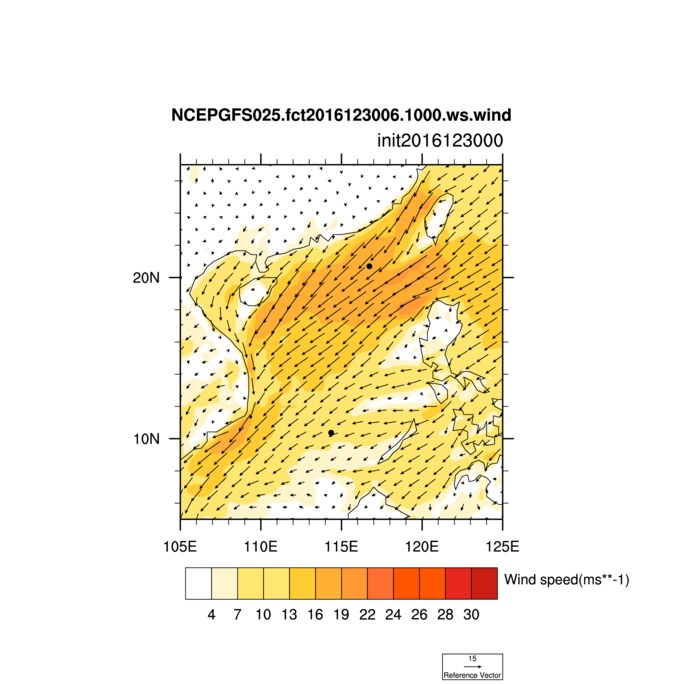 NCEPGFS025.fct2016123006.1000.ws.wind
init2016123000
20N
10N
105E 110E 115E 120E 125E
Wind speed(ms**-1)
4 7 10 13 16 19 22 24 26 28 30
15
Reference Vector